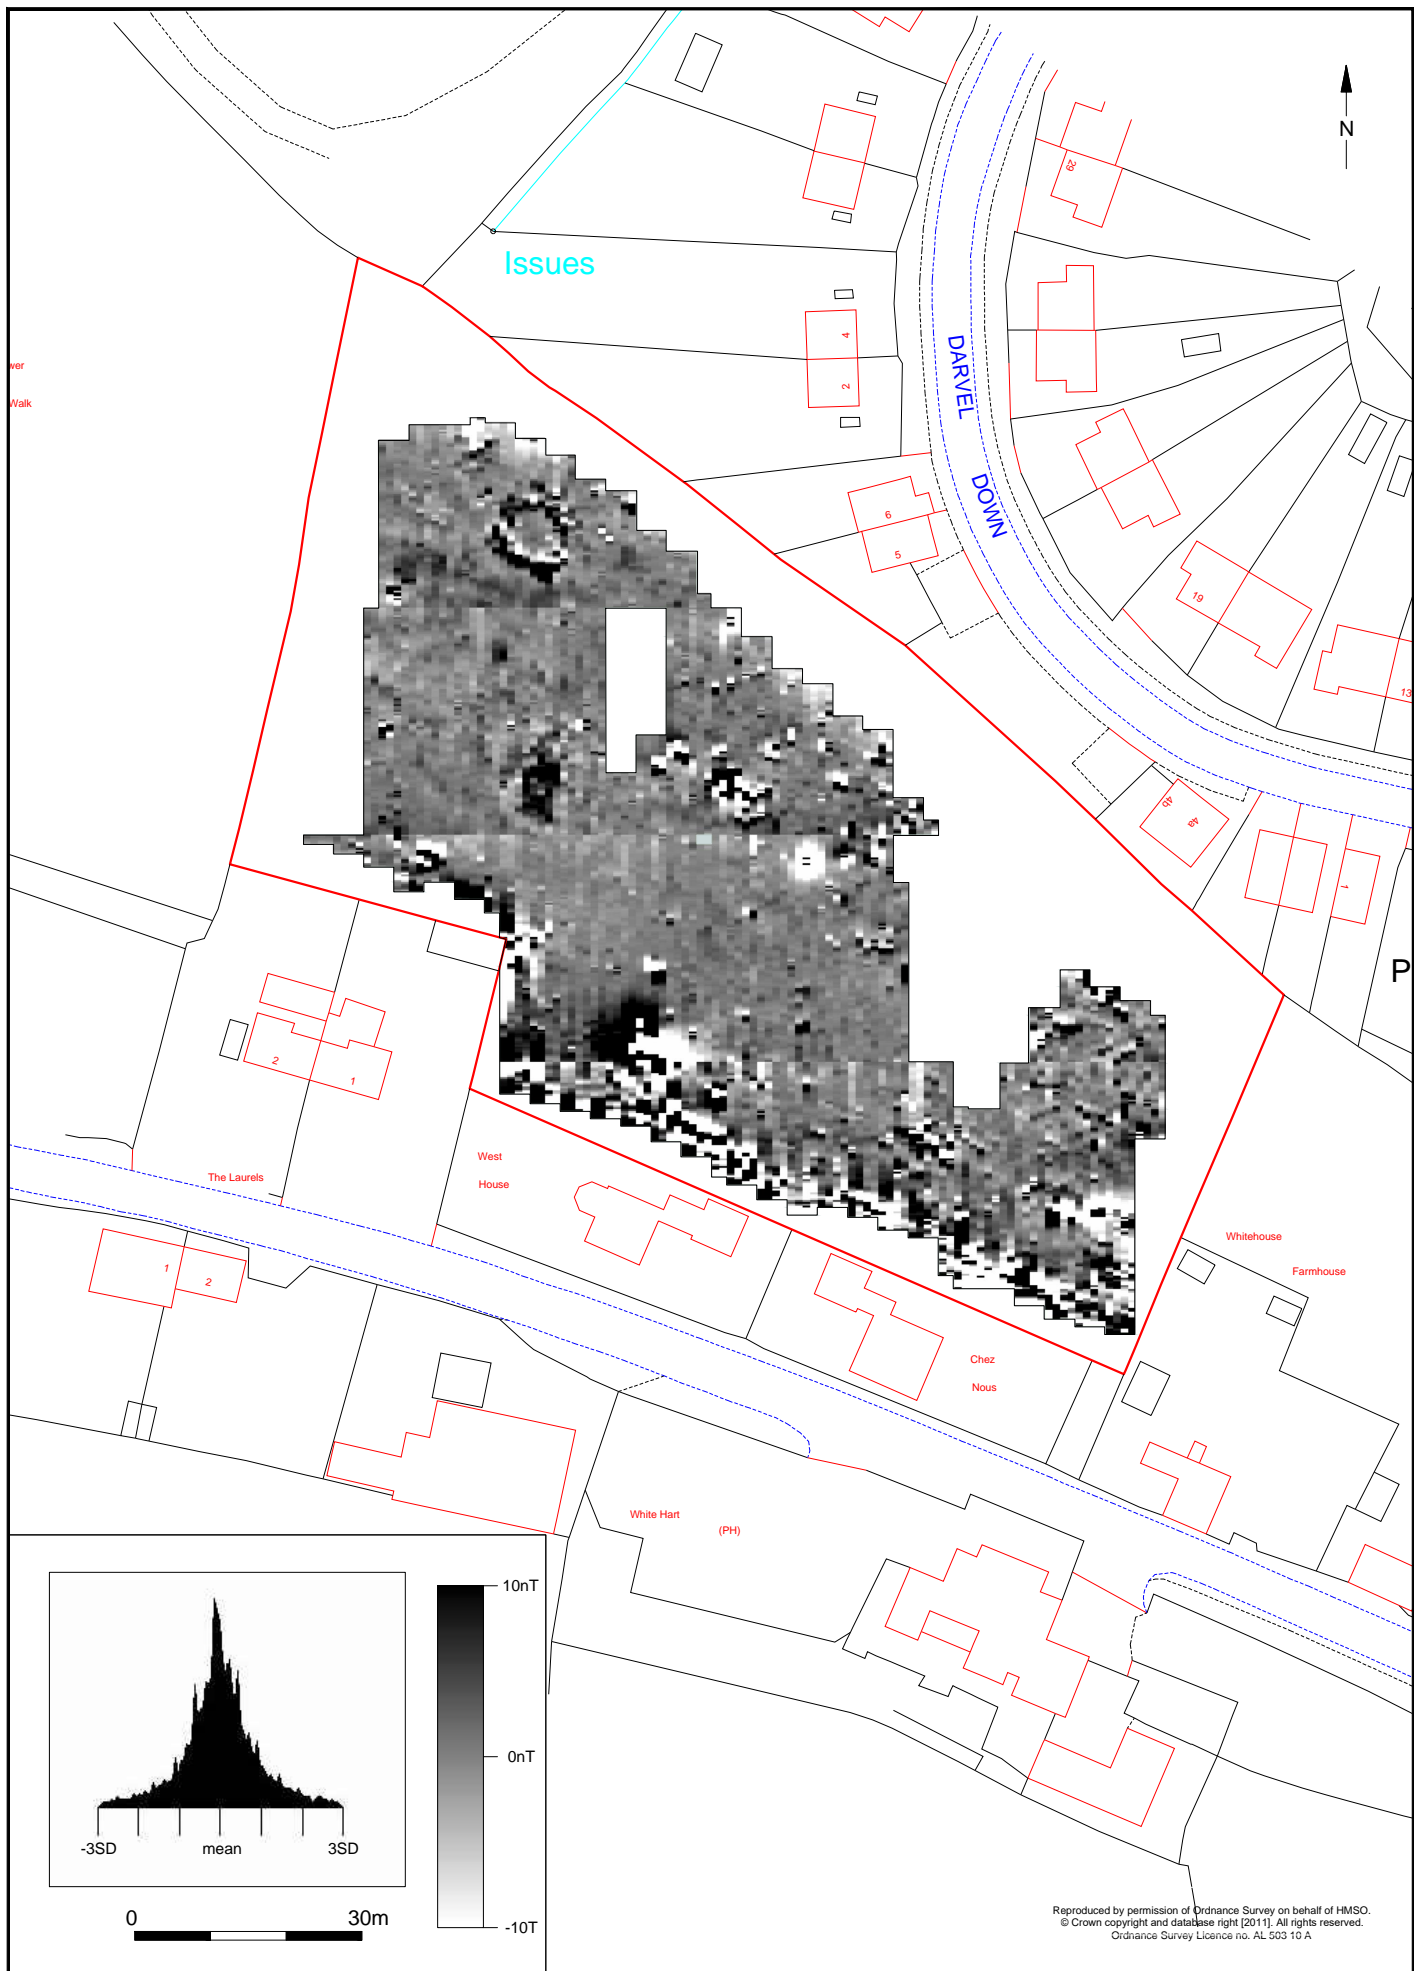 N
29
Issues
4
2
DARVEL
DOWN
wer
Walk
6
5
19
13
4b
4a
1
P
2
1
The Laurels
West
House
1
2
Whitehouse
Farmhouse
Chez
Nous
White Hart
(PH)
10nT
0nT
-10T
-3SD
mean
3SD
0
30m
Reproduced by permission of Ordnance Survey on behalf of HMSO.
© Crown copyright and database right [2011]. All rights reserved.
Ordnance Survey Licence no. AL 503 10 A